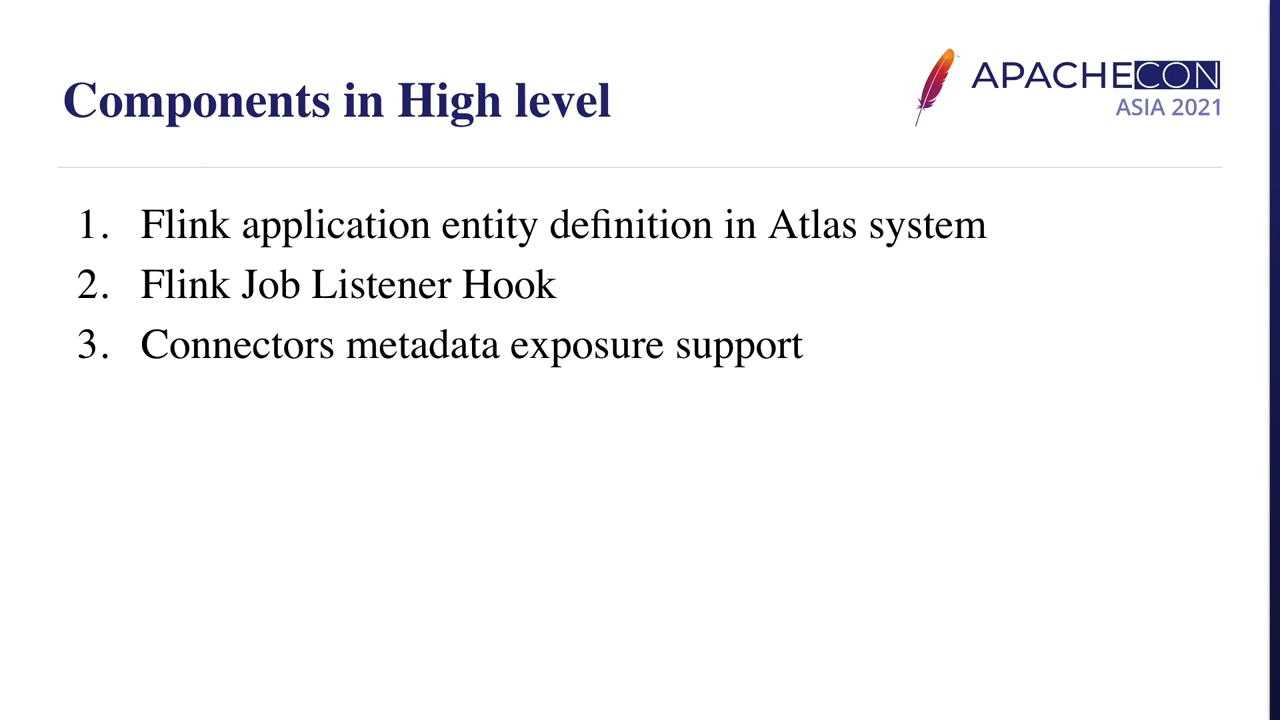 Components in High level
APACHECON
ASIA 2021
1. Flink application entity definition in Atlas system
2. Flink Job Listener Hook
3. Connectors metadata exposure support